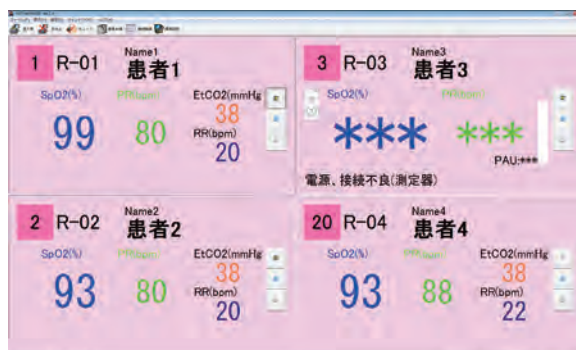 1 R-01 Name1
患者1
SpO2(%) PR(bpm) EtCO2(mmHg
99 80 38
RR(bpm)
20
3 R-03 Name3
患者3
SpO2(%) PR(bpm)
*** ***
PAU:***
電源、接続不良(測定器)
2 R-02 Name2
患者2
SpO2(%) PR(bpm) EtCO2(mmHg
93 80 38
RR(bpm)
20
20 R-04 Name4
患者4
SpO2(%) PR(bpm) EtCO2(mmHg
93 88 38
RR(bpm)
22